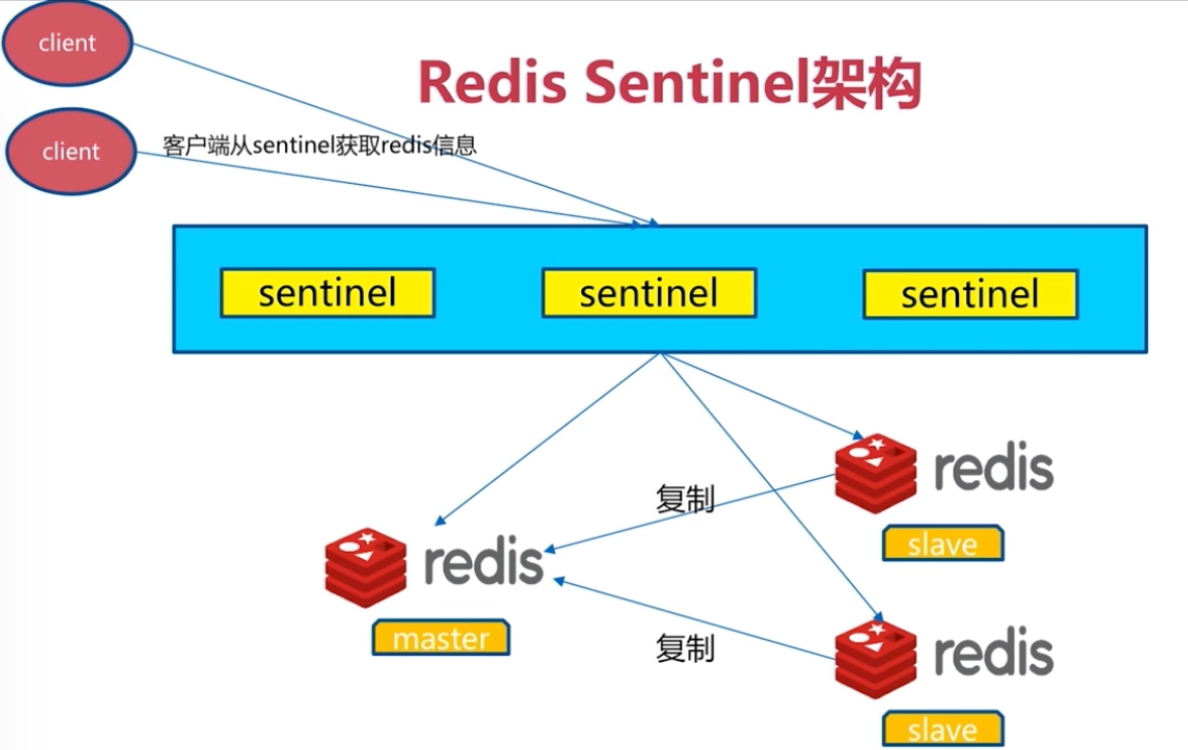 client
Redis Sentinel架构
client
客户端从sentinel获取redis信息
sentinel
sentinel
sentinel
redis
复制
slave
redis
master
复制
redis
slave